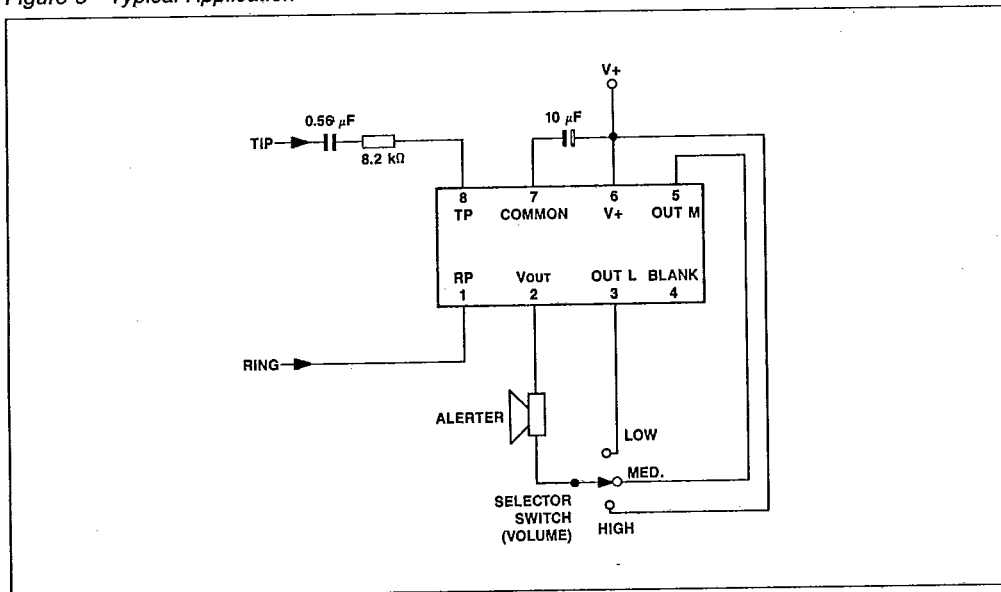 Figure 3 Typical Application
V+
0.56 μF
10 μF
TIP
8.2 kΩ
8 7 6 5
TP COMMON V+ OUT M
RP VOUT OUT L BLANK
1 2 3 4
RING
ALERTER
LOW
MED.
SELECTOR
SWITCH
(VOLUME)
HIGH